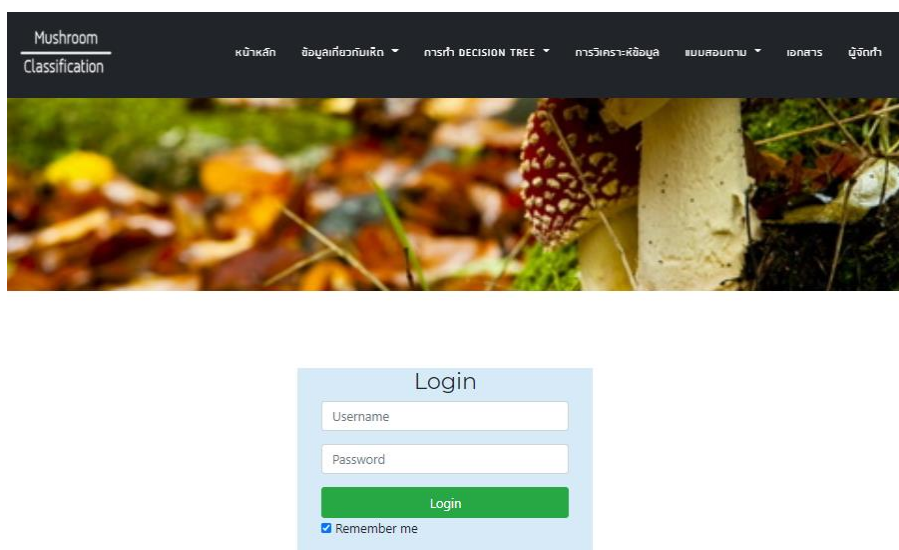 Mushroom
Classification
หน้าหลัก ข้อมูลเกี่ยวกับเห็ด การทำ DECISION TREE การวิเคราะห์ข้อมูล แบบสอบถาม เอกสาร ผู้จัดทำ
Login
Username
Password
Login
Remember me